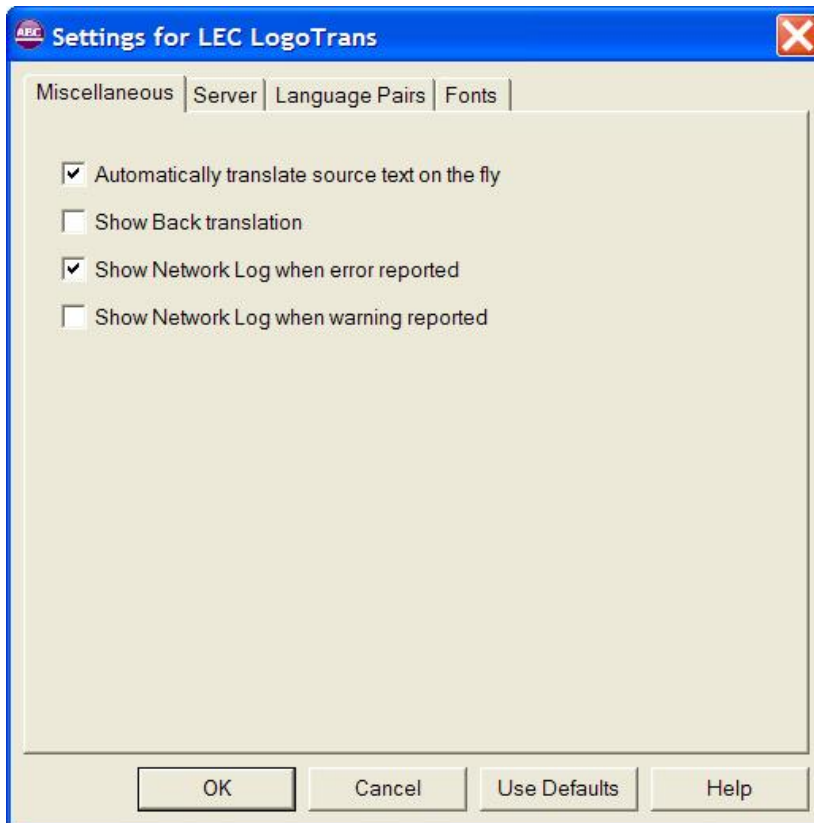 ABC Settings for LEC LogoTrans
Miscellaneous Server Language Pairs Fonts
Automatically translate source text on the fly
Show Back translation
Show Network Log when error reported
Show Network Log when warning reported
OK Cancel Use Defaults Help